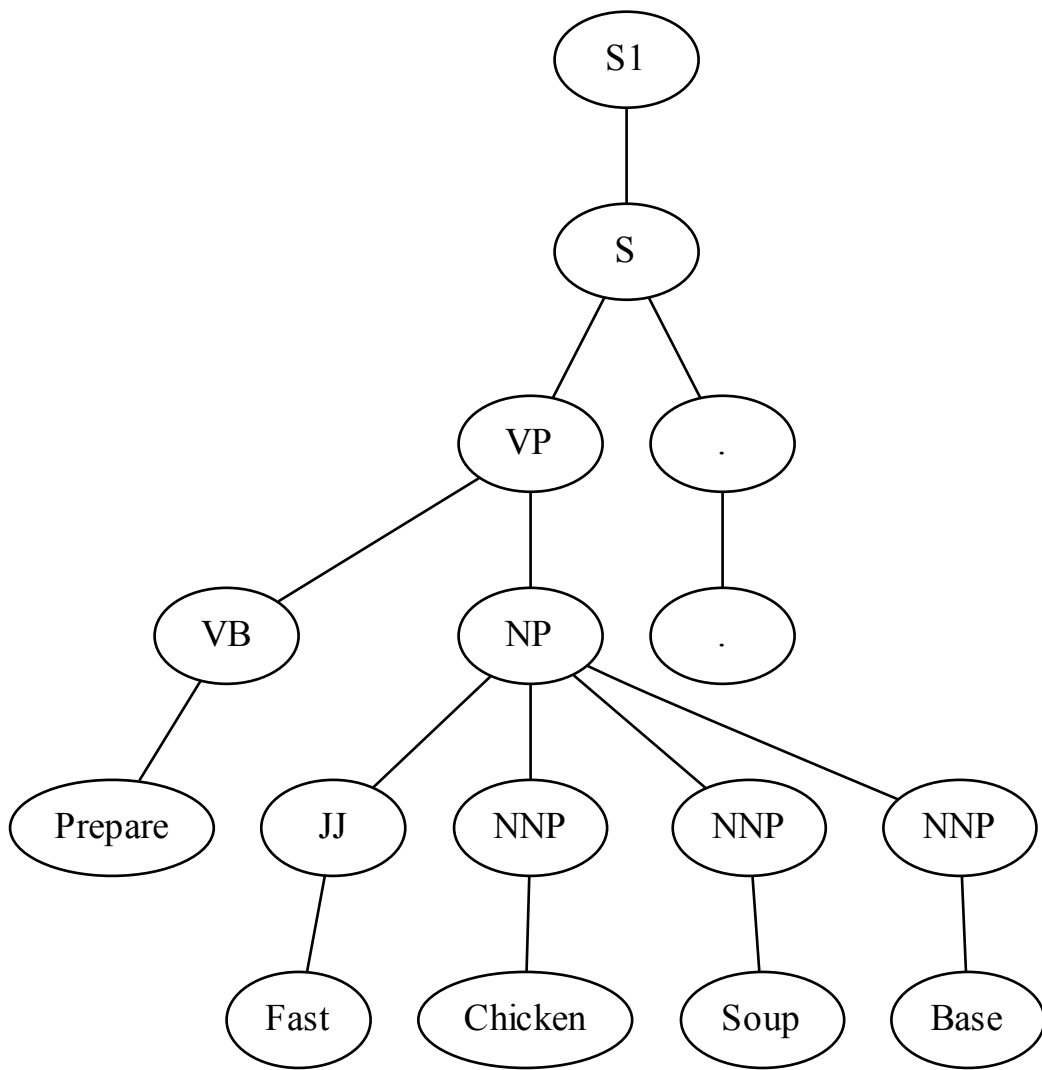 S1
S
VP .
VB NP .
Prepare JJ NNP NNP NNP
Fast Chicken Soup Base